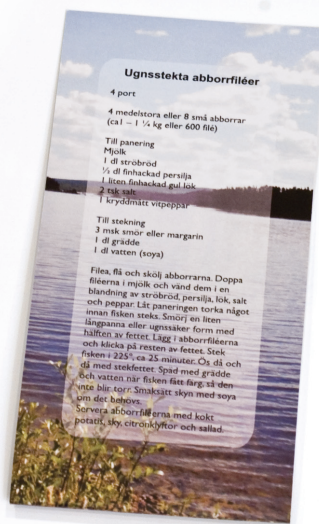 Ugnsstekta abborrfiléer
4 port
4 medelstora eller 8 små abborrar
(ca1 – 1 ¼ kg eller 600 filé)
Till panering
Mjölk
1 dl ströbröd
½ dl finhackad persilja
1 liten finhackad gul lök
2 tsk salt
1 kryddmått vitpeppar
Till stekning
3 msk smör eller margarin
1 dl grädde
1 dl vatten (soya)
Filea, flå och skölj abborrarna. Doppa
filéerna i mjölk och vänd dem i en
blandning av ströbröd, persilja, lök, salt
och peppar. Låt paneringen torka något
innan fisken steks. Smörj en liten
långpanna eller ugnssäker form med
hälften av fettet. Lägg i abborrfiléerna
och klicka på resten av fettet. Stek
fisken i 225°, ca 25 minuter. Ös då och
då med stekfettet. Späd med grädde
och vatten när fisken fått färg, så den
inte blir torr. Smaksätt skyn med soya
om det behövs.
Servera abborrfiléerna med kokt
potatis, sky, citronklyftor och sallad.